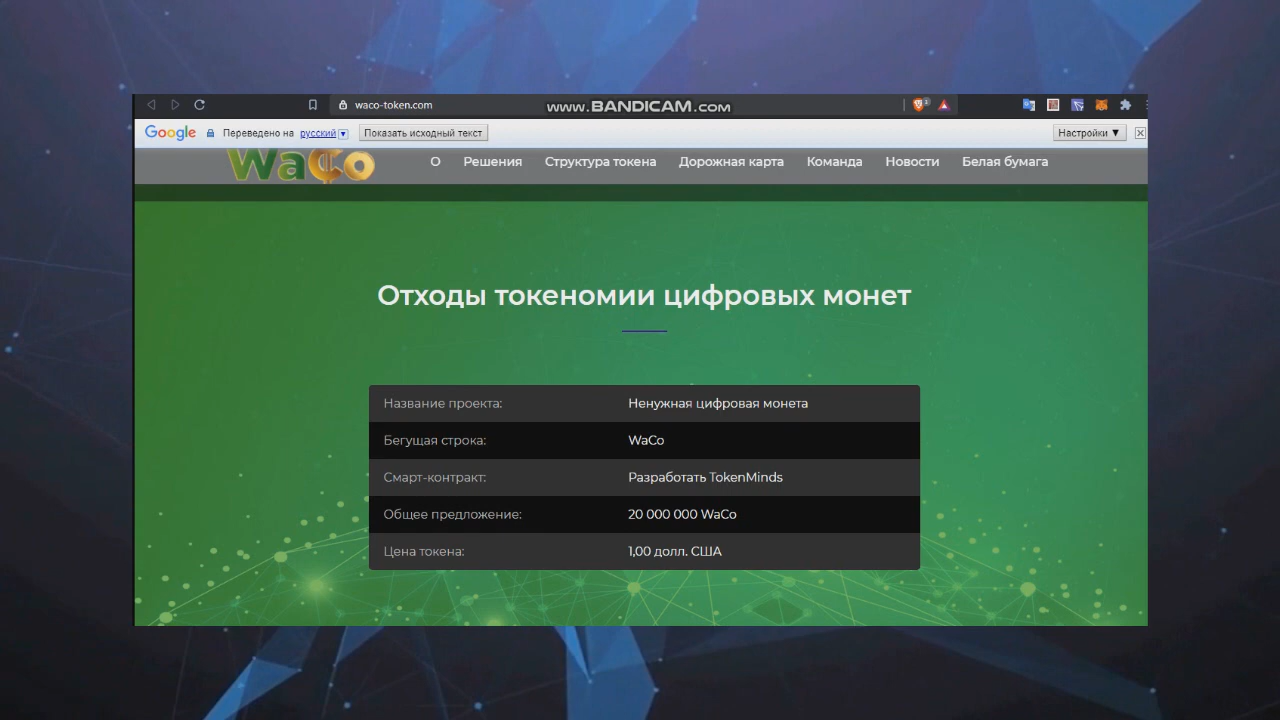 waco-token.com
www.BANDICAM.com
Google Переведено на русский Показать исходный текст Настройки ▼
WaCo О Решения Структура токена Дорожная карта Команда Новости Белая бумага
Отходы токеномии цифровых монет
Название проекта: Ненужная цифровая монета
Бегущая строка: WaCo
Смарт-контракт: Разработать TokenMinds
Общее предложение: 20 000 000 WaCo
Цена токена: 1,00 долл. США